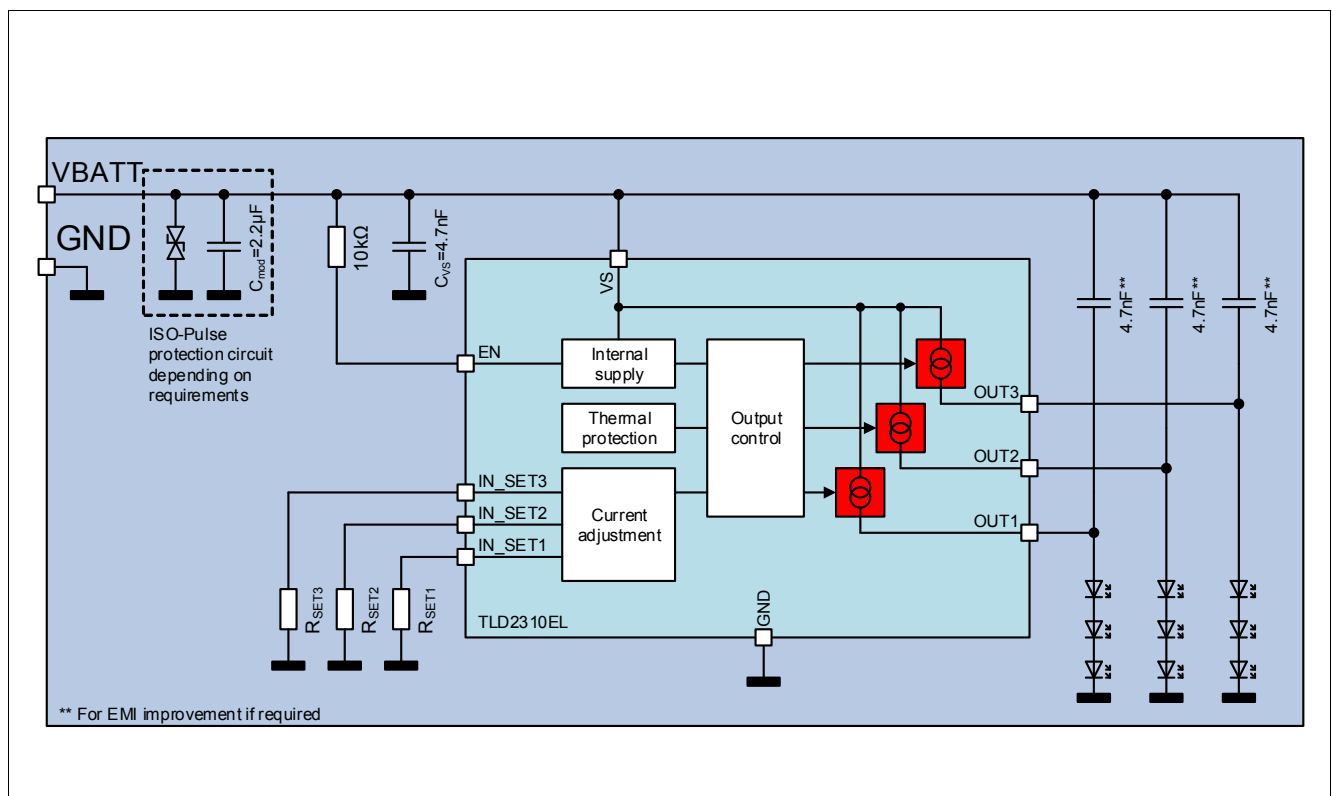 VBATT
GND
Cmod=2.2µF
ISO-Pulse
protection circuit
depending on
requirements
10kΩ
CVS=4.7nF
VS
4.7nF**
4.7nF**
4.7nF**
EN
Internal
supply
Thermal
protection
Output
control
OUT3
OUT2
OUT1
IN_SET3
IN_SET2
IN_SET1
Current
adjustment
RSET3
RSET2
RSET1
TLD2310EL
GND
** For EMI improvement if required